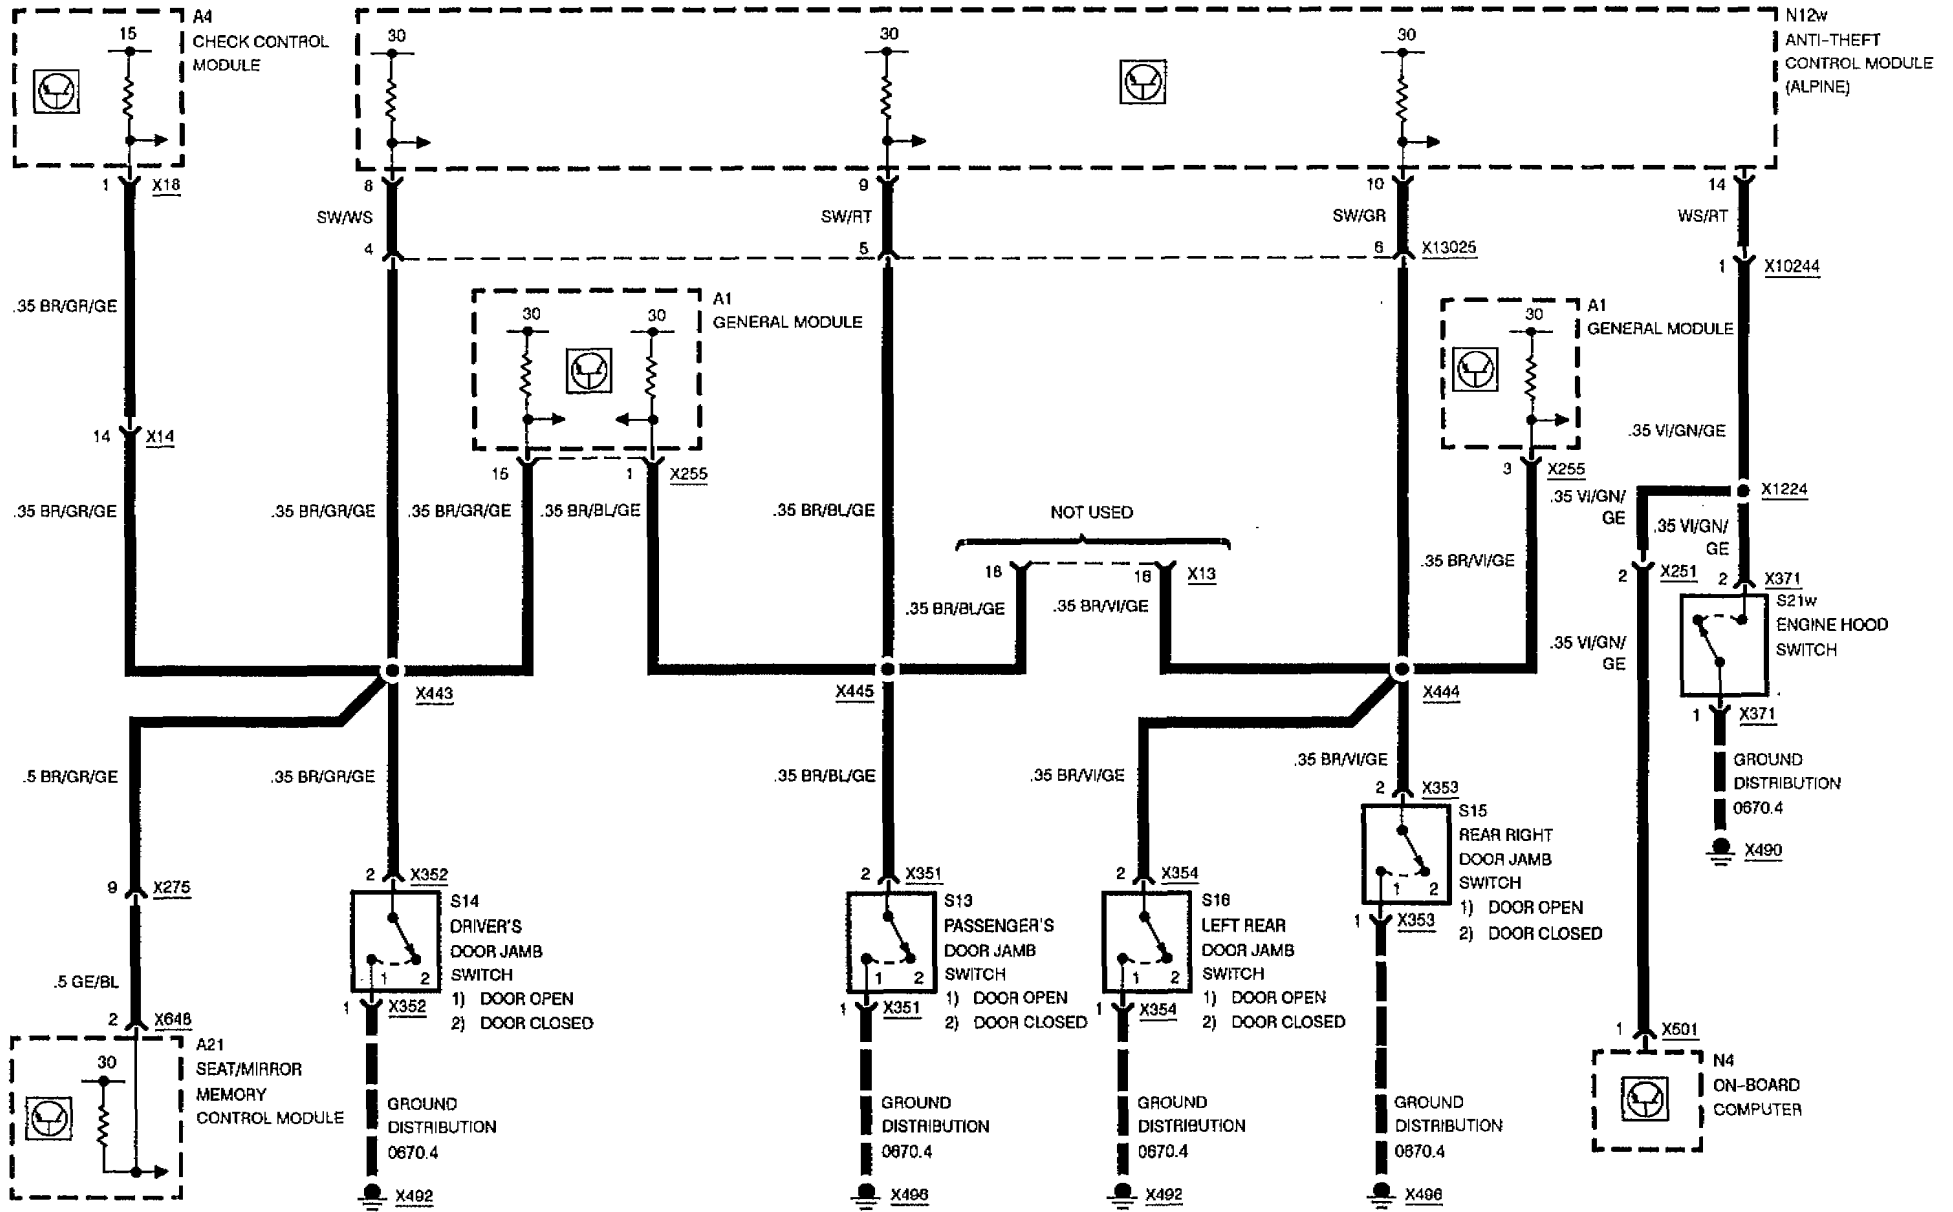 A4
CHECK CONTROL
MODULE
15
30
30
30
N12w
ANTI-THEFT
CONTROL MODULE
(ALPINE)
1 X18
8
9
10
14
SW/WS
SW/RT
SW/GR
WS/RT
4
5
6 X13025
1 X10244
.35 BR/GR/GE
A1
GENERAL MODULE
30
30
A1
GENERAL MODULE
30
14 X14
15
1 X255
3 X255
.35 VI/GN/GE
X1224
.35 BR/GR/GE
.35 BR/GR/GE
.35 BR/GR/GE
.35 BR/BL/GE
.35 BR/BL/GE
NOT USED
.35 VI/GN/
GE
.35 VI/GN/
GE
.35 BR/VI/GE
18
16 X13
2 X251
2 X371
.35 BR/BL/GE
.35 BR/VI/GE
S21w
ENGINE HOOD
SWITCH
.35 VI/GN/
GE
X443
X445
X444
1 X371
.5 BR/GR/GE
.35 BR/GR/GE
.35 BR/BL/GE
.35 BR/VI/GE
.35 BR/VI/GE
GROUND
DISTRIBUTION
0670.4
X490
2 X353
S15
REAR RIGHT
DOOR JAMB
SWITCH
1) DOOR OPEN
2) DOOR CLOSED
1 2
1 X353
9 X275
2 X352
S14
DRIVER'S
DOOR JAMB
SWITCH
1) DOOR OPEN
2) DOOR CLOSED
1 2
1 X352
2 X351
S13
PASSENGER'S
DOOR JAMB
SWITCH
1) DOOR OPEN
2) DOOR CLOSED
1 2
1 X351
2 X354
S16
LEFT REAR
DOOR JAMB
SWITCH
1) DOOR OPEN
2) DOOR CLOSED
1 2
1 X354
.5 GE/BL
2 X648
A21
SEAT/MIRROR
MEMORY
CONTROL MODULE
30
GROUND
DISTRIBUTION
0670.4
X492
GROUND
DISTRIBUTION
0670.4
X498
GROUND
DISTRIBUTION
0670.4
X492
GROUND
DISTRIBUTION
0670.4
X498
1 X501
N4
ON-BOARD
COMPUTER